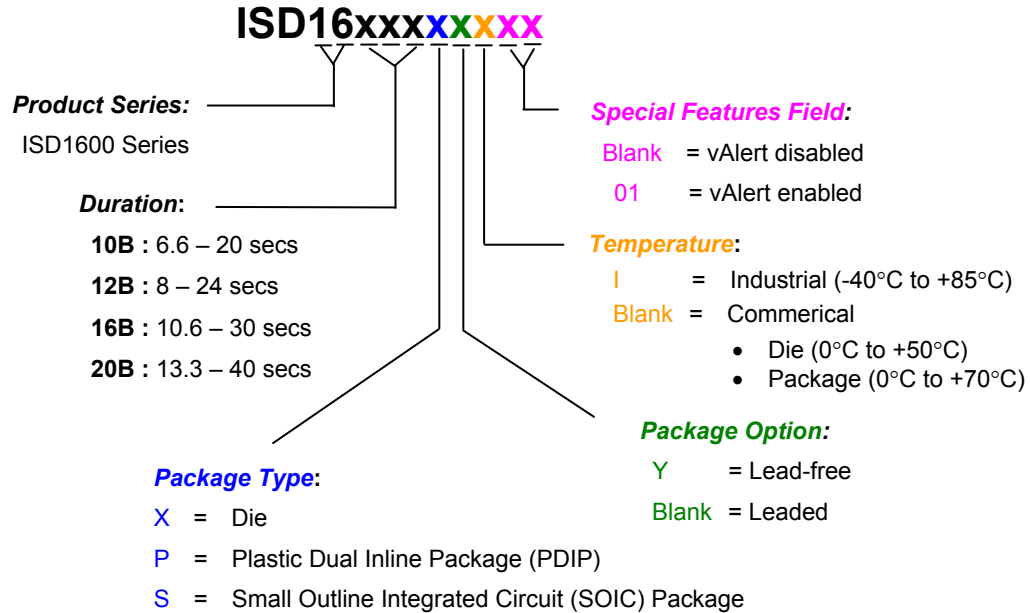 ISD16xxxxxxxx
Product Series:
ISD1600 Series
Duration:
10B : 6.6 – 20 secs
12B : 8 – 24 secs
16B : 10.6 – 30 secs
20B : 13.3 – 40 secs
Special Features Field:
Blank = vAlert disabled
01 = vAlert enabled
Temperature:
I = Industrial (-40°C to +85°C)
Blank = Commerical
• Die (0°C to +50°C)
• Package (0°C to +70°C)
Package Option:
Y = Lead-free
Blank = Leaded
Package Type:
X = Die
P = Plastic Dual Inline Package (PDIP)
S = Small Outline Integrated Circuit (SOIC) Package